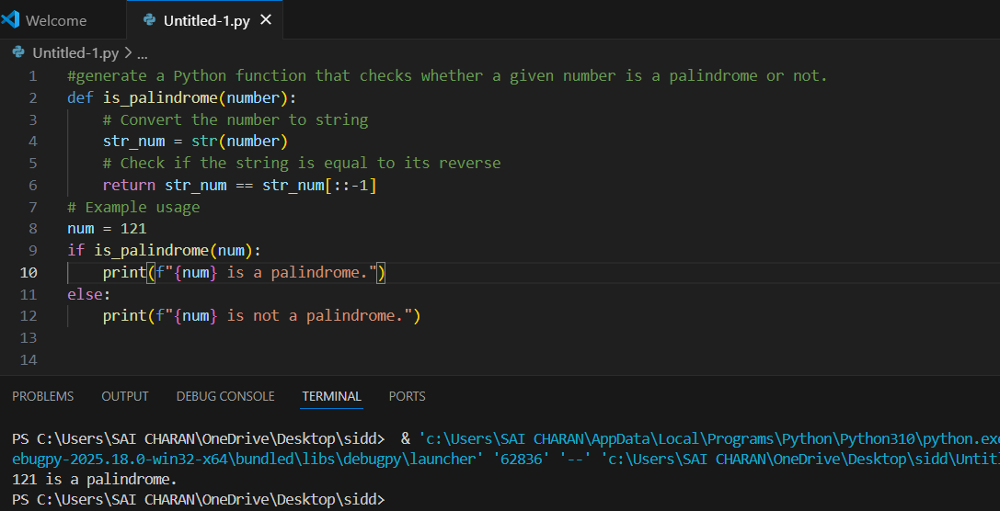 Welcome
Untitled-1.py ×
Untitled-1.py > ...
1 #generate a Python function that checks whether a given number is a palindrome or not.
2 def is_palindrome(number):
3     # Convert the number to string
4     str_num = str(number)
5     # Check if the string is equal to its reverse
6     return str_num == str_num[::-1]
7 # Example usage
8 num = 121
9 if is_palindrome(num):
10     print(f"{num} is a palindrome.")
11 else:
12     print(f"{num} is not a palindrome.")
13
14
PROBLEMS OUTPUT DEBUG CONSOLE TERMINAL PORTS
PS C:\Users\SAI CHARAN\OneDrive\Desktop\sidd>  & 'c:\Users\SAI CHARAN\AppData\Local\Programs\Python\Python310\python.exe
ebugpy-2025.18.0-win32-x64\bundled\libs\debugpy\launcher' '62836' '--' 'c:\Users\SAI CHARAN\OneDrive\Desktop\sidd\Untitl
121 is a palindrome.
PS C:\Users\SAI CHARAN\OneDrive\Desktop\sidd>